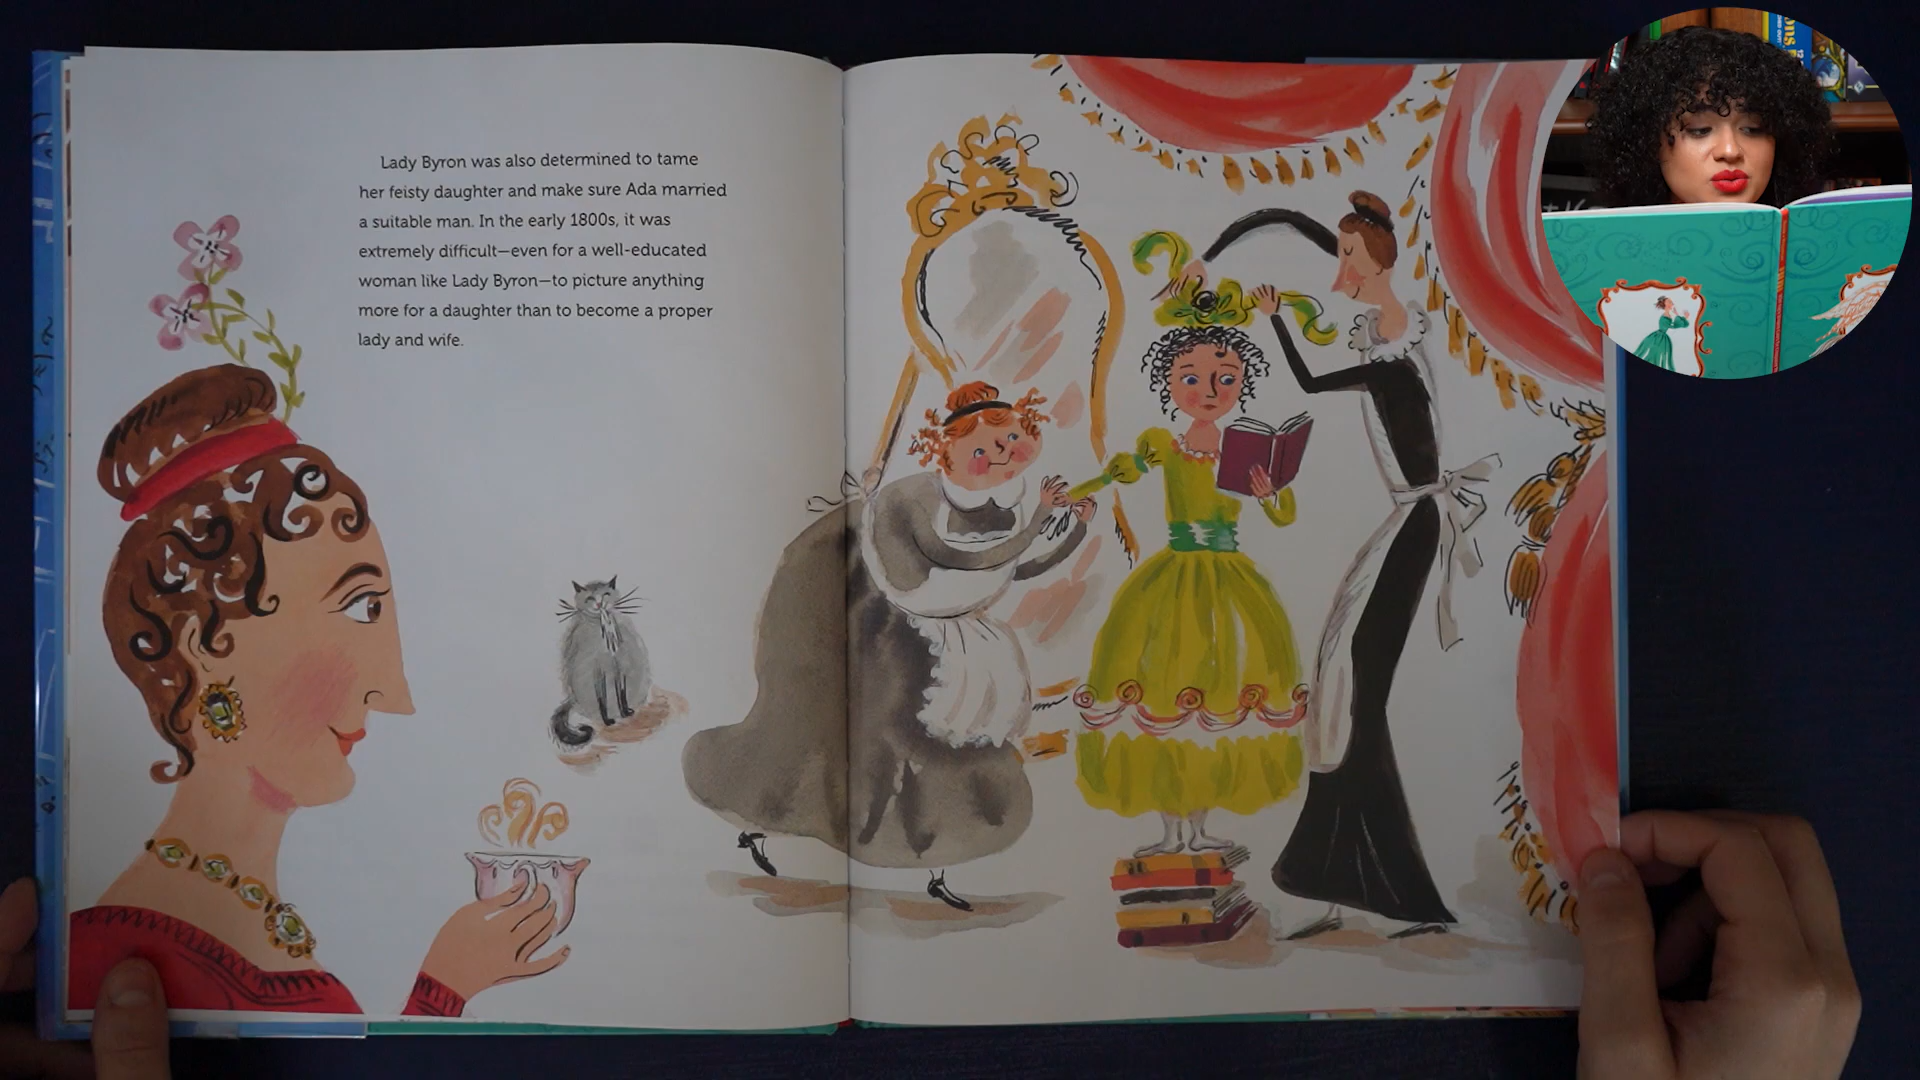 Lady Byron was also determined to tame
her feisty daughter and make sure Ada married
a suitable man. In the early 1800s, it was
extremely difficult—even for a well-educated
woman like Lady Byron—to picture anything
more for a daughter than to become a proper
lady and wife.